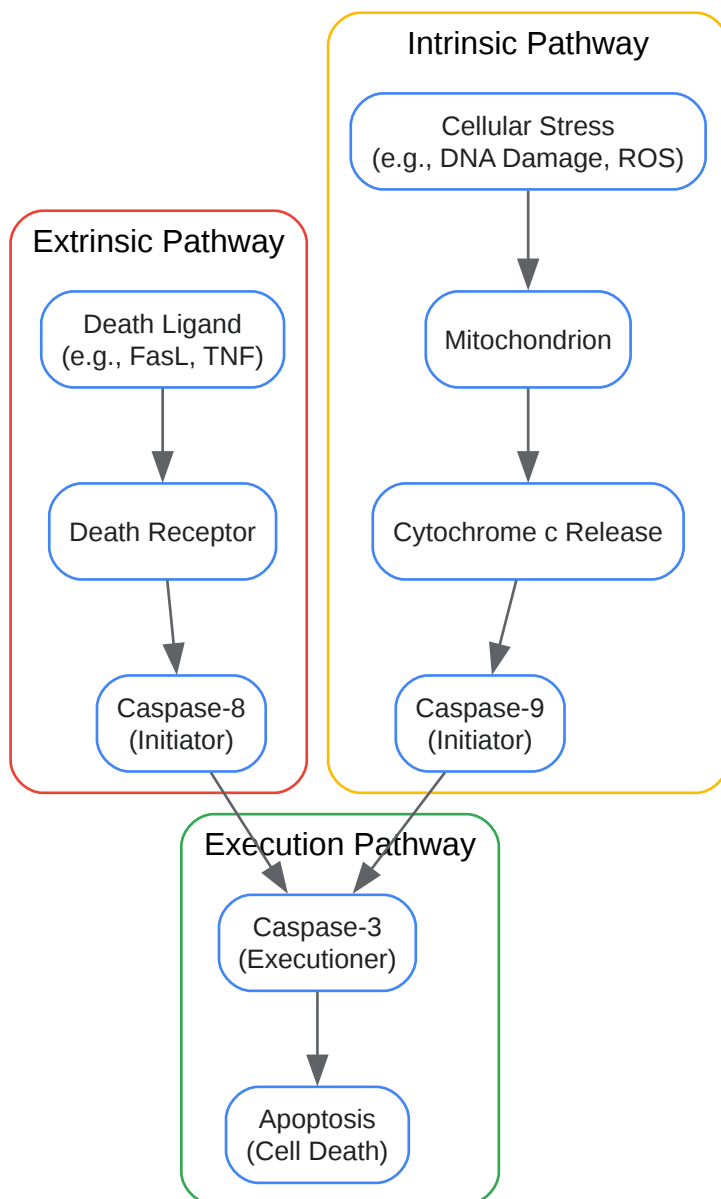 Intrinsic Pathway
Cellular Stress
(e.g., DNA Damage, ROS)
Mitochondrion
Cytochrome c Release
Caspase-9
(Initiator)
Extrinsic Pathway
Death Ligand
(e.g., FasL, TNF)
Death Receptor
Caspase-8
(Initiator)
Execution Pathway
Caspase-3
(Executioner)
Apoptosis
(Cell Death)